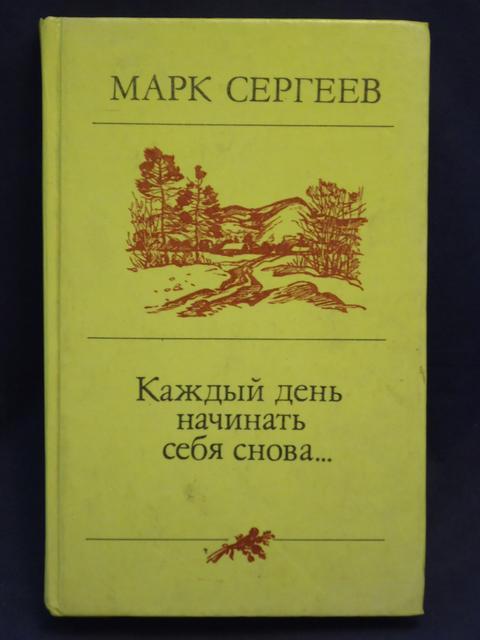 МАРК СЕРГЕЕВ
Каждый день
начинать
себя снова...